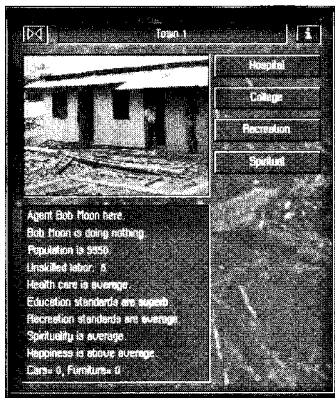 Town 1
i
Hospital
College
Recreation
Spiritual
Agent Bob Moon here.
Bob Moon is doing nothing.
Population is 9950.
Unskilled labor: 6
Health care is average.
Education standards are superb.
Recreation standards are average.
Spirituality is average.
Happiness is above average.
Cars= 0, Furniture= 0